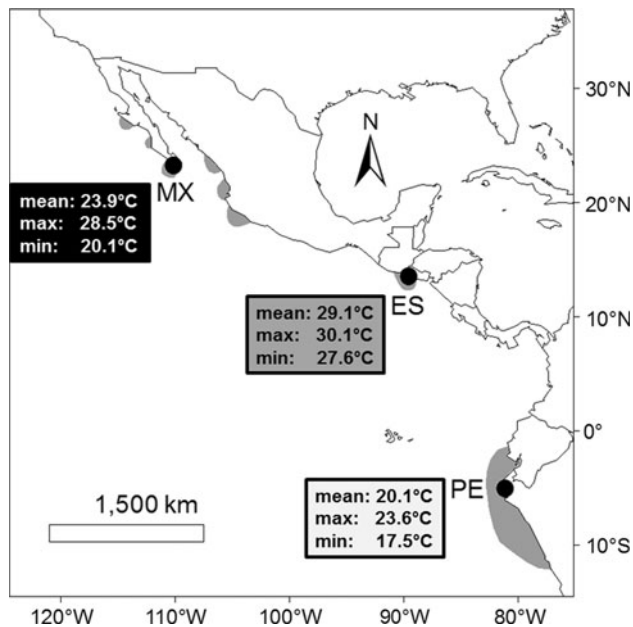 30°N
N
MX
mean: 23.9°C
max: 28.5°C
min: 20.1°C
20°N
ES
mean: 29.1°C
max: 30.1°C
min: 27.6°C
10°N
0°
PE
mean: 20.1°C
max: 23.6°C
min: 17.5°C
1,500 km
10°S
120°W 110°W 100°W 90°W 80°W